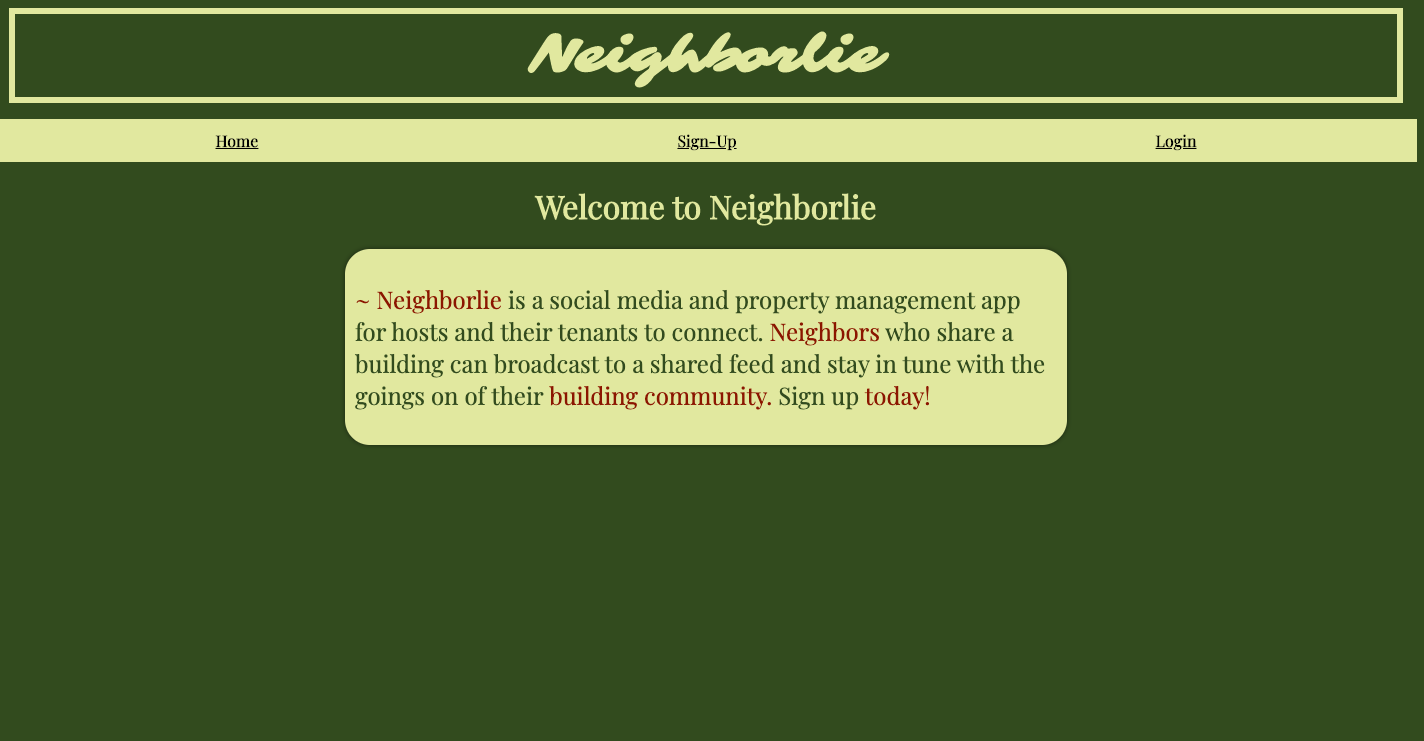 Neighborlie
Home Sign-Up Login
Welcome to Neighborlie
~ Neighborlie is a social media and property management app
for hosts and their tenants to connect. Neighbors who share a
building can broadcast to a shared feed and stay in tune with the
goings on of their building community. Sign up today!